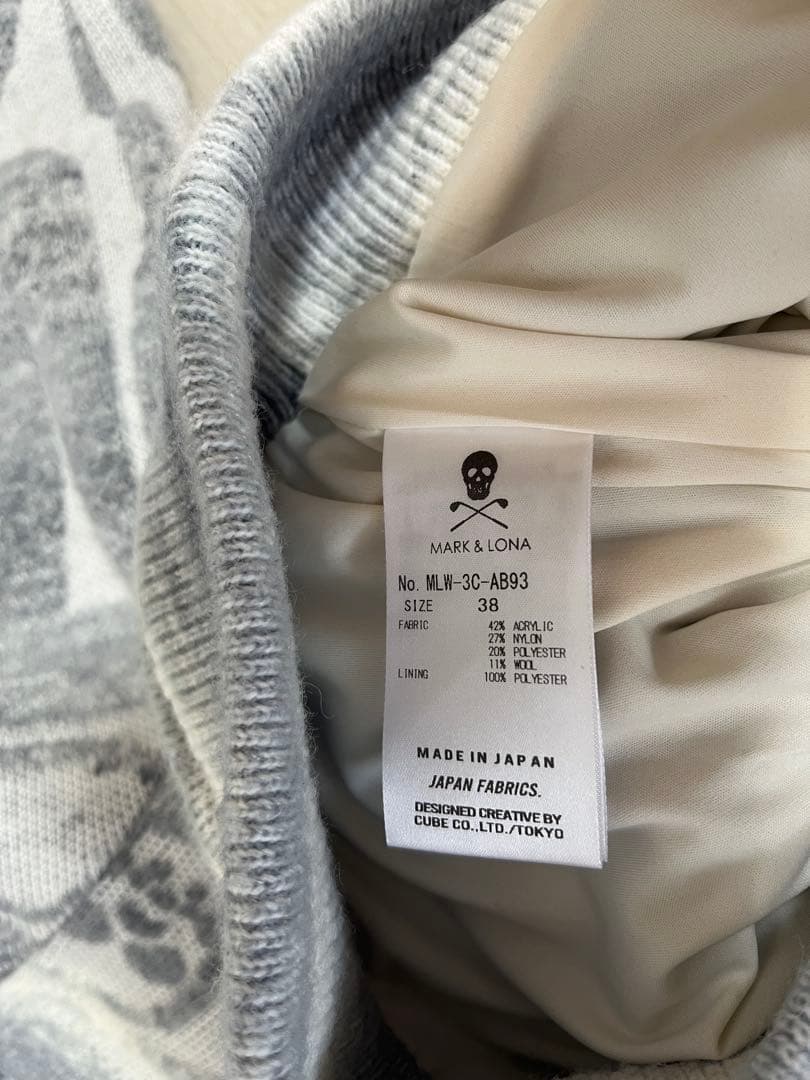 MARK & LONA
No. MLW-3C-AB93
SIZE 38
FABRIC 42% ACRYLIC
27% NYLON
20% POLYESTER
11% WOOL
LINING 100% POLYESTER
MADE IN JAPAN
JAPAN FABRICS.
DESIGNED CREATIVE BY
CUBE CO.,LTD./TOKYO